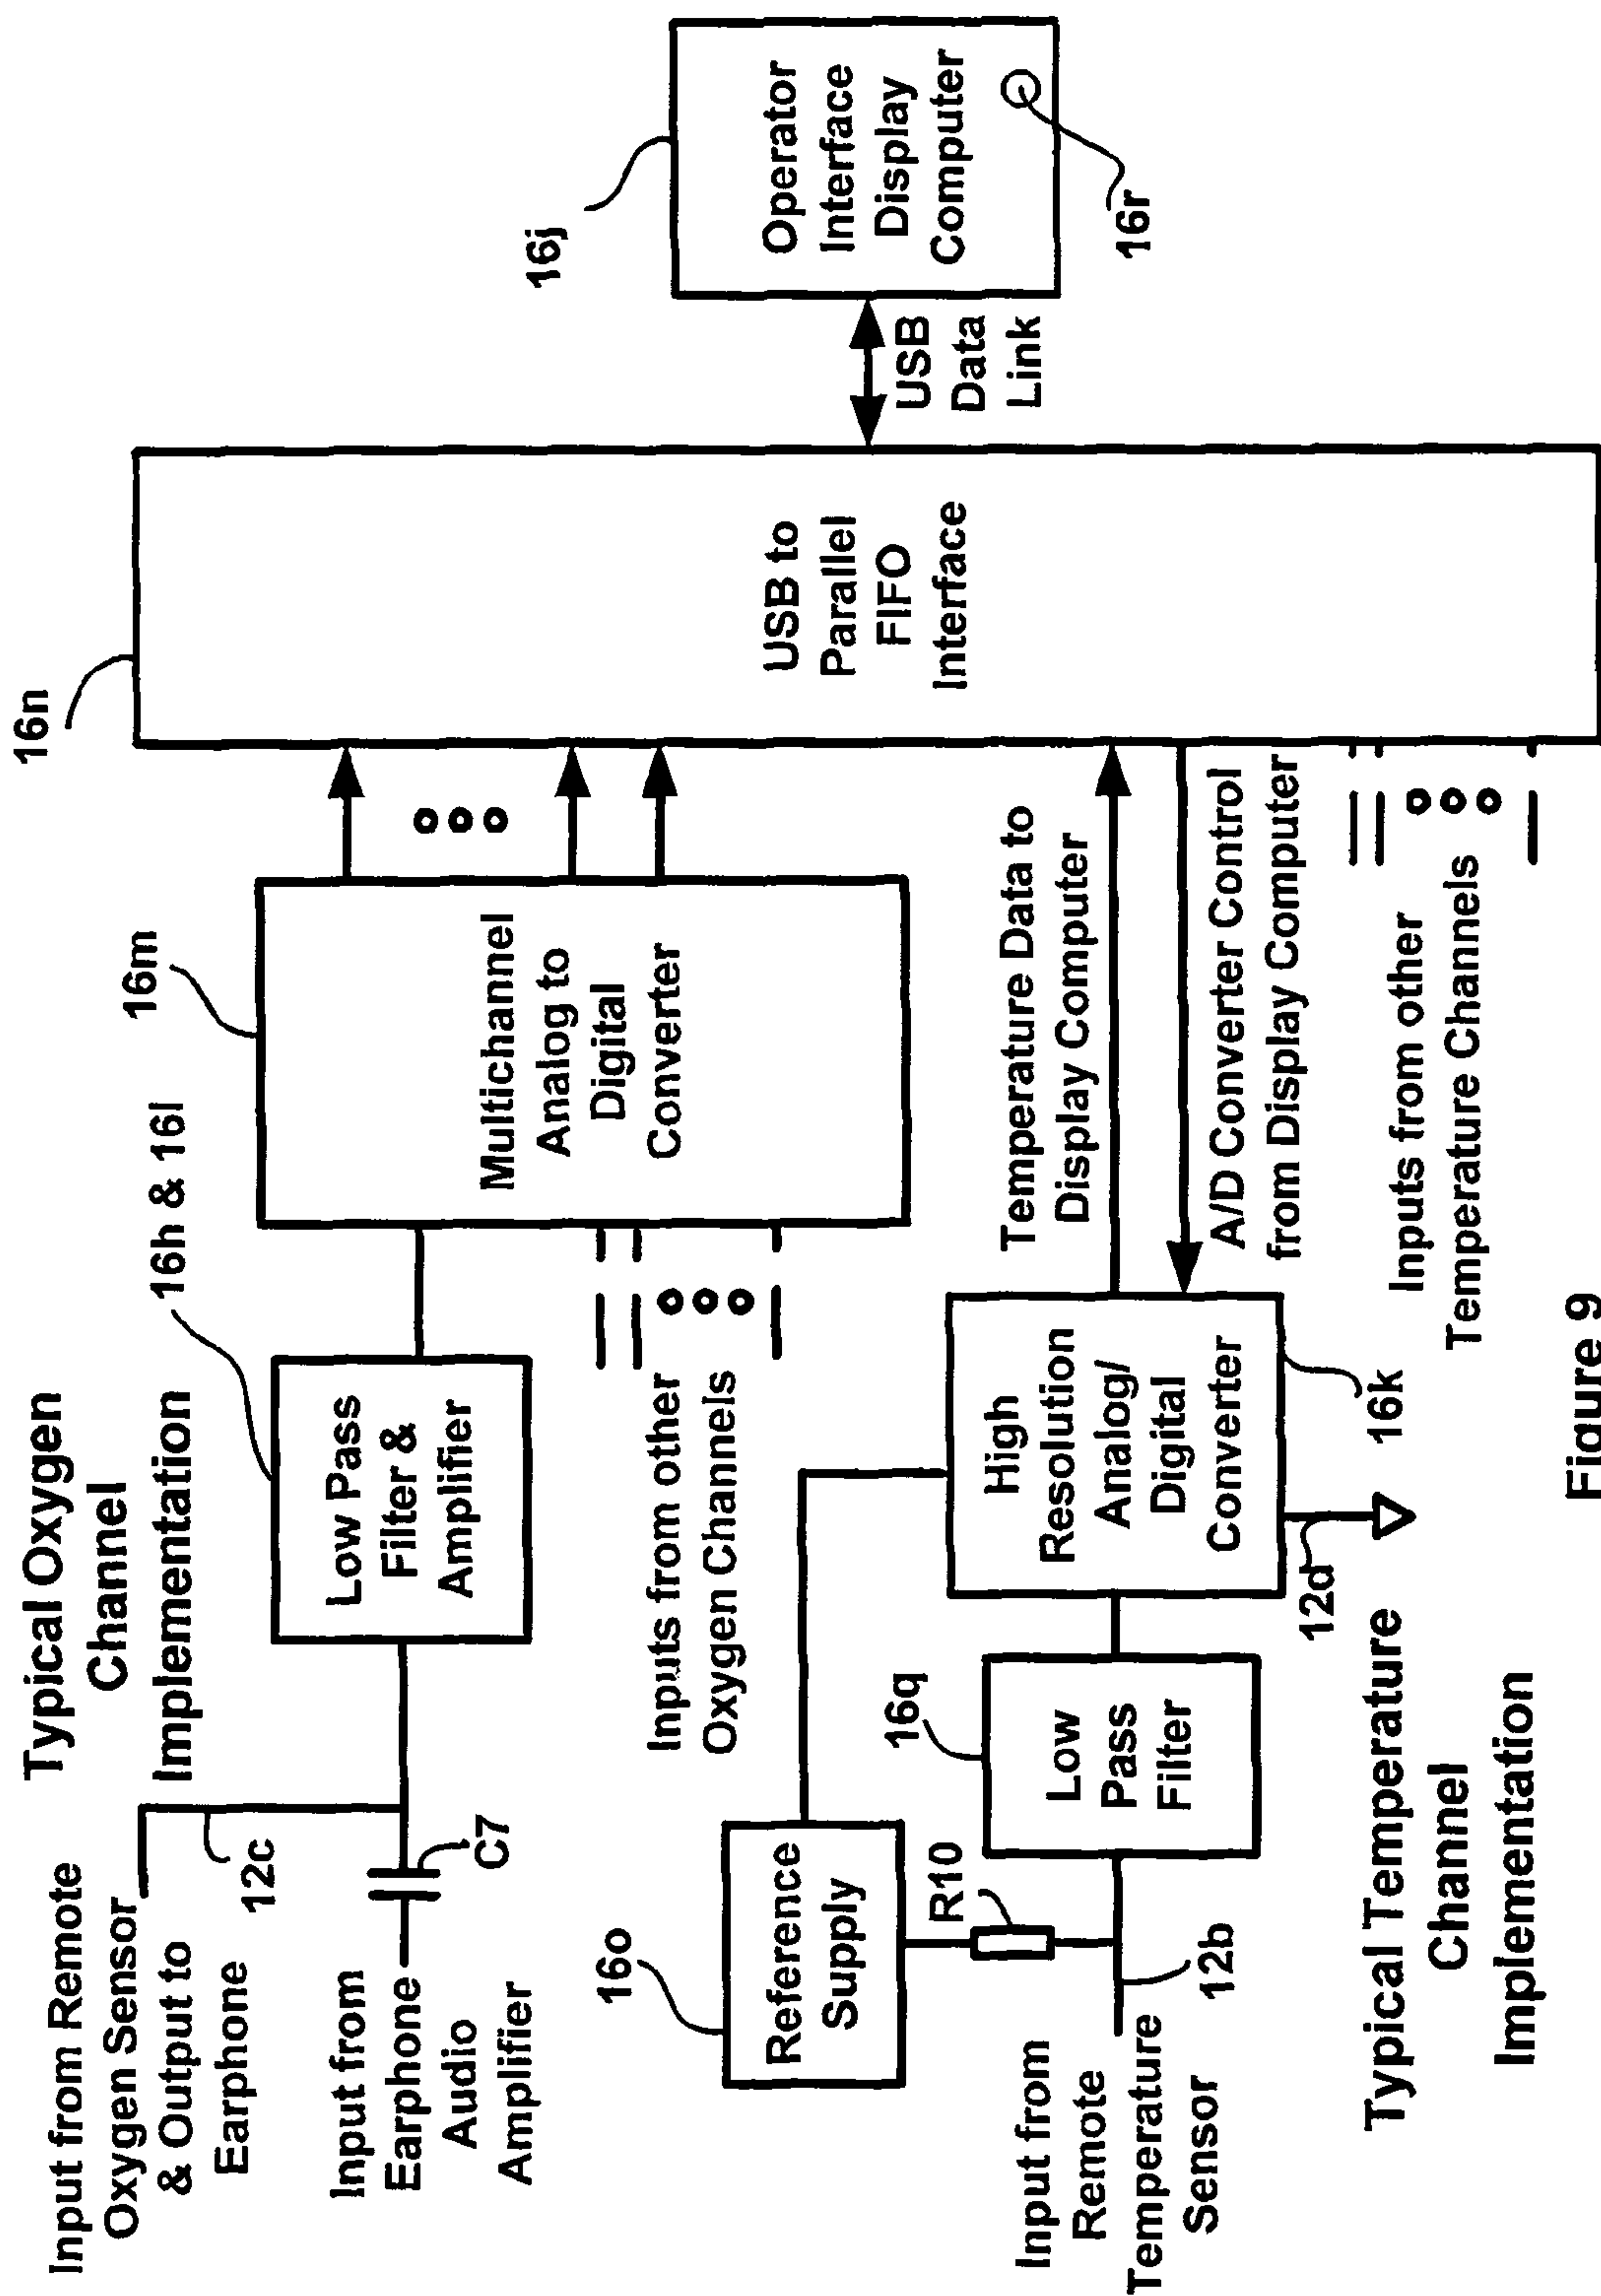 Typical Oxygen
Channel
Implementation
Input from Remote
Oxygen Sensor
& Output to
Earphone
12c
C7
Input from
Earphone
Audio
Amplifier
16h & 16l
Low Pass
Filter &
Amplifier
Inputs from other
Oxygen Channels
16m
Multichannel
Analog to
Digital
Converter
16n
USB to
Parallel
FIFO
Interface
USB
Data
Link
16j
Operator
Interface
Display
Computer
16r
16o
Reference
Supply
R10
12b
Input from
Remote
Temperature
Sensor
16q
Low
Pass
Filter
High
Resolution
Analog/
Digital
Converter
16k
12d
Temperature Data to
Display Computer
A/D Converter Control
from Display Computer
Inputs from other
Temperature Channels
Typical Temperature
Channel
Implementation
Figure 9